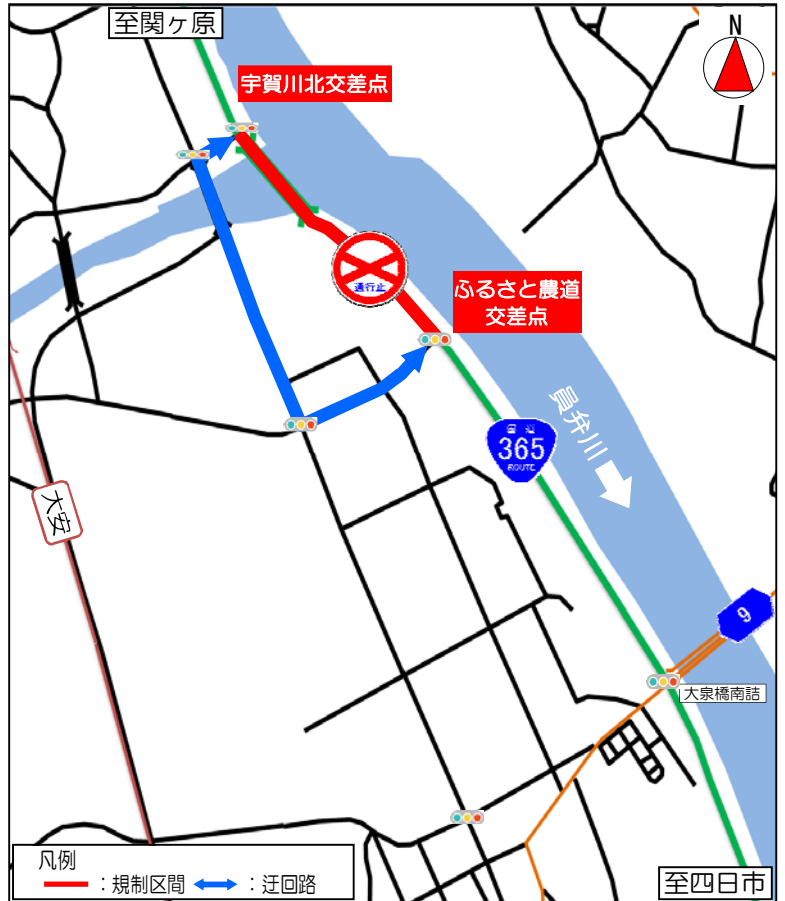 至関ヶ原
N
宇賀川北交差点
通行止
ふるさと農道
交差点
国道
365
ROUTE
員弁川
大安
9
大泉橋南詰
凡例
：規制区間
：迂回路
至四日市